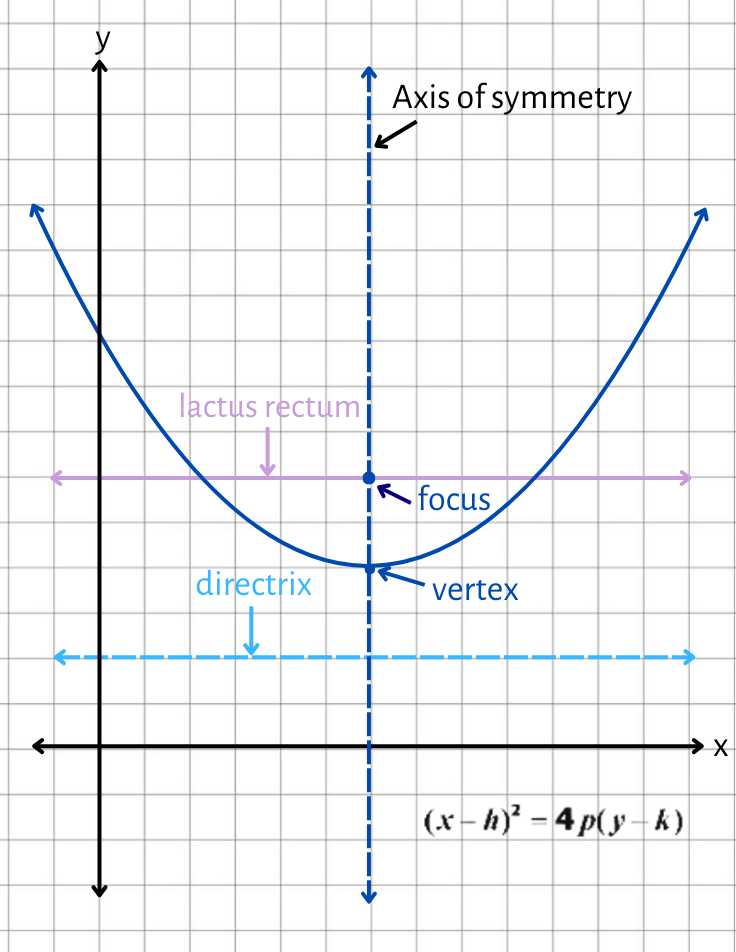 y
Axis of symmetry
lactus rectum
focus
directrix
vertex
x
(x – h)² = 4p(y – k)